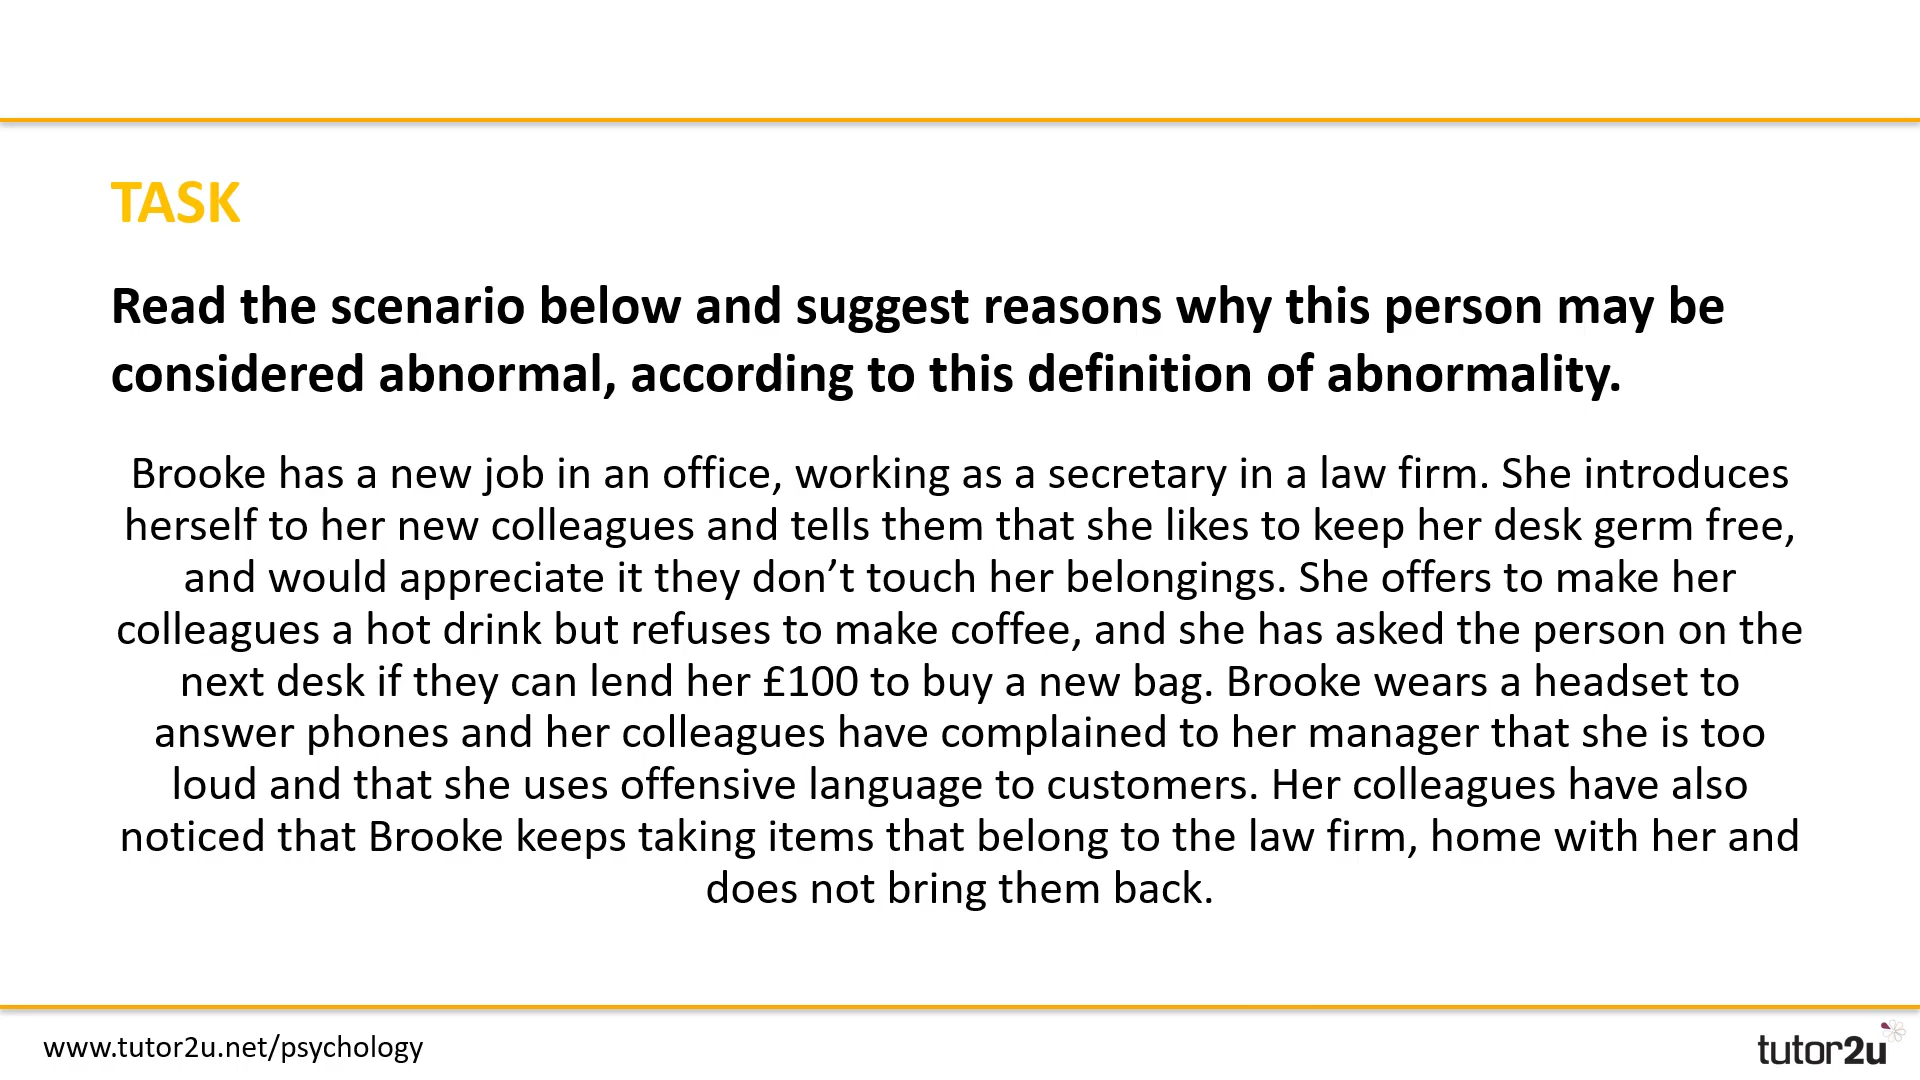 TASK
Read the scenario below and suggest reasons why this person may be
considered abnormal, according to this definition of abnormality.
Brooke has a new job in an office, working as a secretary in a law firm. She introduces
herself to her new colleagues and tells them that she likes to keep her desk germ free,
and would appreciate it they don’t touch her belongings. She offers to make her
colleagues a hot drink but refuses to make coffee, and she has asked the person on the
next desk if they can lend her £100 to buy a new bag. Brooke wears a headset to
answer phones and her colleagues have complained to her manager that she is too
loud and that she uses offensive language to customers. Her colleagues have also
noticed that Brooke keeps taking items that belong to the law firm, home with her and
does not bring them back.
www.tutor2u.net/psychology
tutor2u